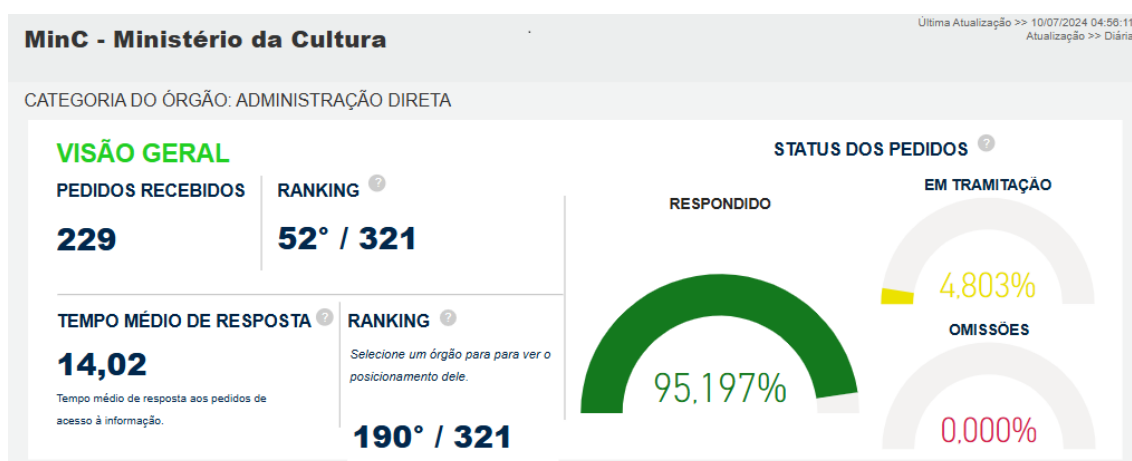 Última Atualização >> 10/07/2024 04:56:11
Atualização >> Diária
MinC - Ministério da Cultura
CATEGORIA DO ÓRGÃO: ADMINISTRAÇÃO DIRETA
VISÃO GERAL
PEDIDOS RECEBIDOS
229
RANKING ?
52° / 321
TEMPO MÉDIO DE RESPOSTA ?
14,02
Tempo médio de resposta aos pedidos de
acesso à informação.
RANKING ?
Selecione um órgão para para ver o
posicionamento dele.
190° / 321
STATUS DOS PEDIDOS ?
RESPONDIDO
95,197%
EM TRAMITAÇÃO
4,803%
OMISSÕES
0,000%